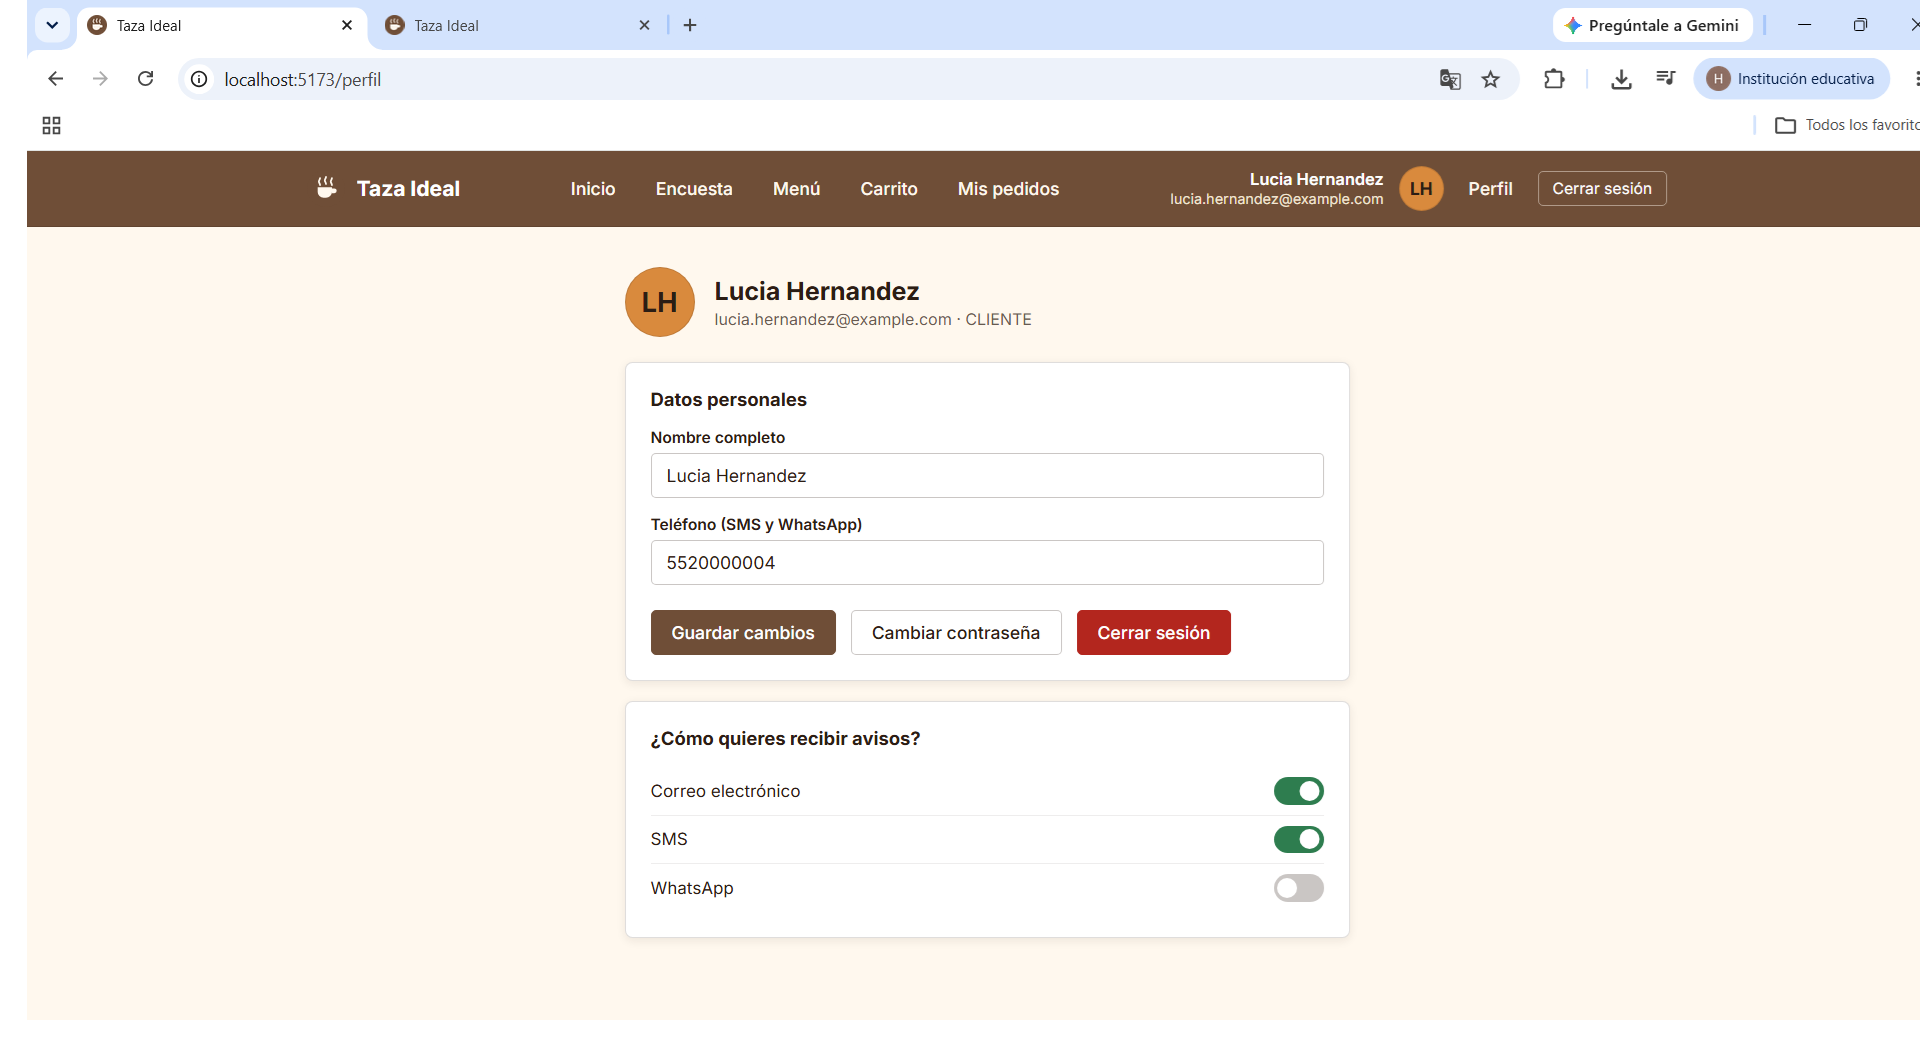 Taza Ideal
Taza Ideal
Pregúntale a Gemini
localhost:5173/perfil
H
Institución educativa
Todos los favorito
Taza Ideal
Inicio
Encuesta
Menú
Carrito
Mis pedidos
Lucia Hernandez
lucia.hernandez@example.com
LH
Perfil
Cerrar sesión
LH
Lucia Hernandez
lucia.hernandez@example.com · CLIENTE
Datos personales
Nombre completo
Lucia Hernandez
Teléfono (SMS y WhatsApp)
5520000004
Guardar cambios
Cambiar contraseña
Cerrar sesión
¿Cómo quieres recibir avisos?
Correo electrónico
SMS
WhatsApp